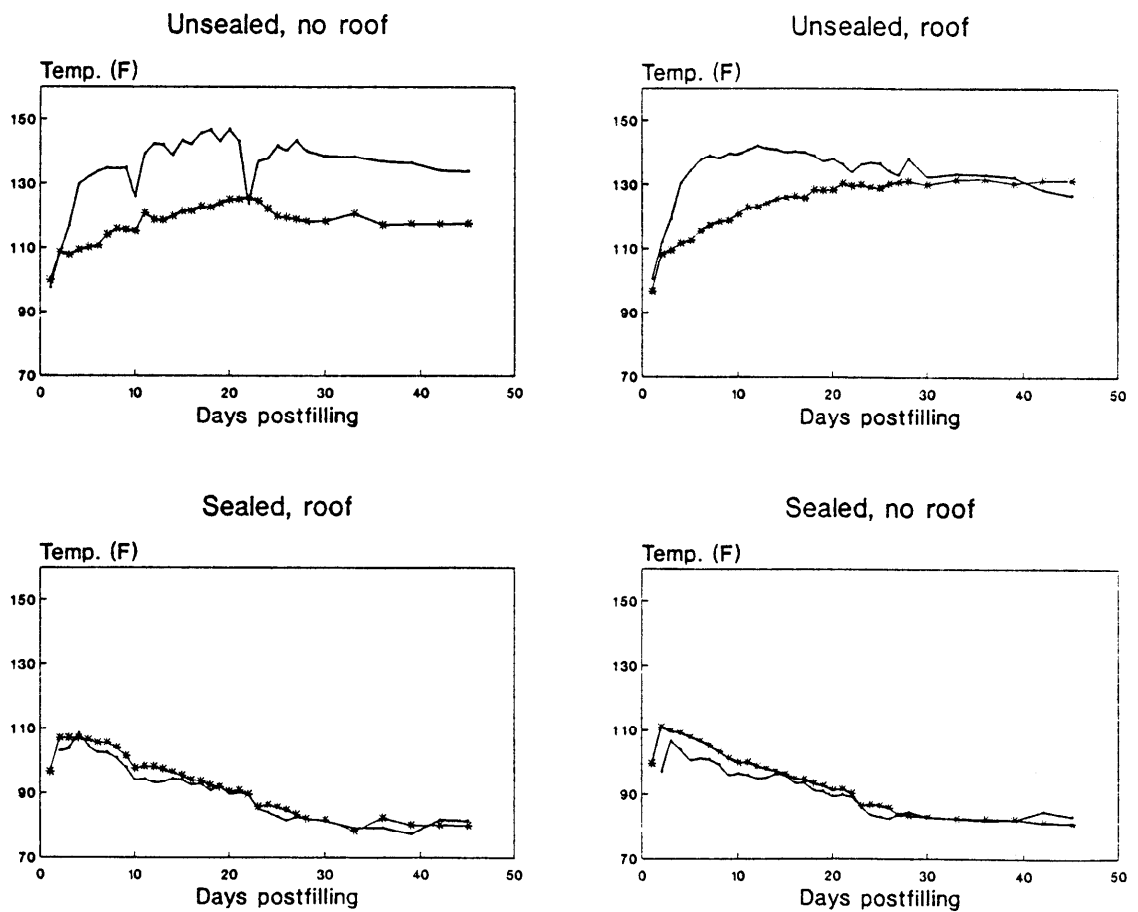 Unsealed, no roof
Temp. (F)
150
130
110
90
70
0 10 20 30 40 50
Days postfilling
Unsealed, roof
Temp. (F)
150
130
110
90
70
0 10 20 30 40 50
Days postfilling
Sealed, roof
Temp. (F)
150
130
110
90
70
0 10 20 30 40 50
Days postfilling
Sealed, no roof
Temp. (F)
150
130
110
90
70
0 10 20 30 40 50
Days postfilling